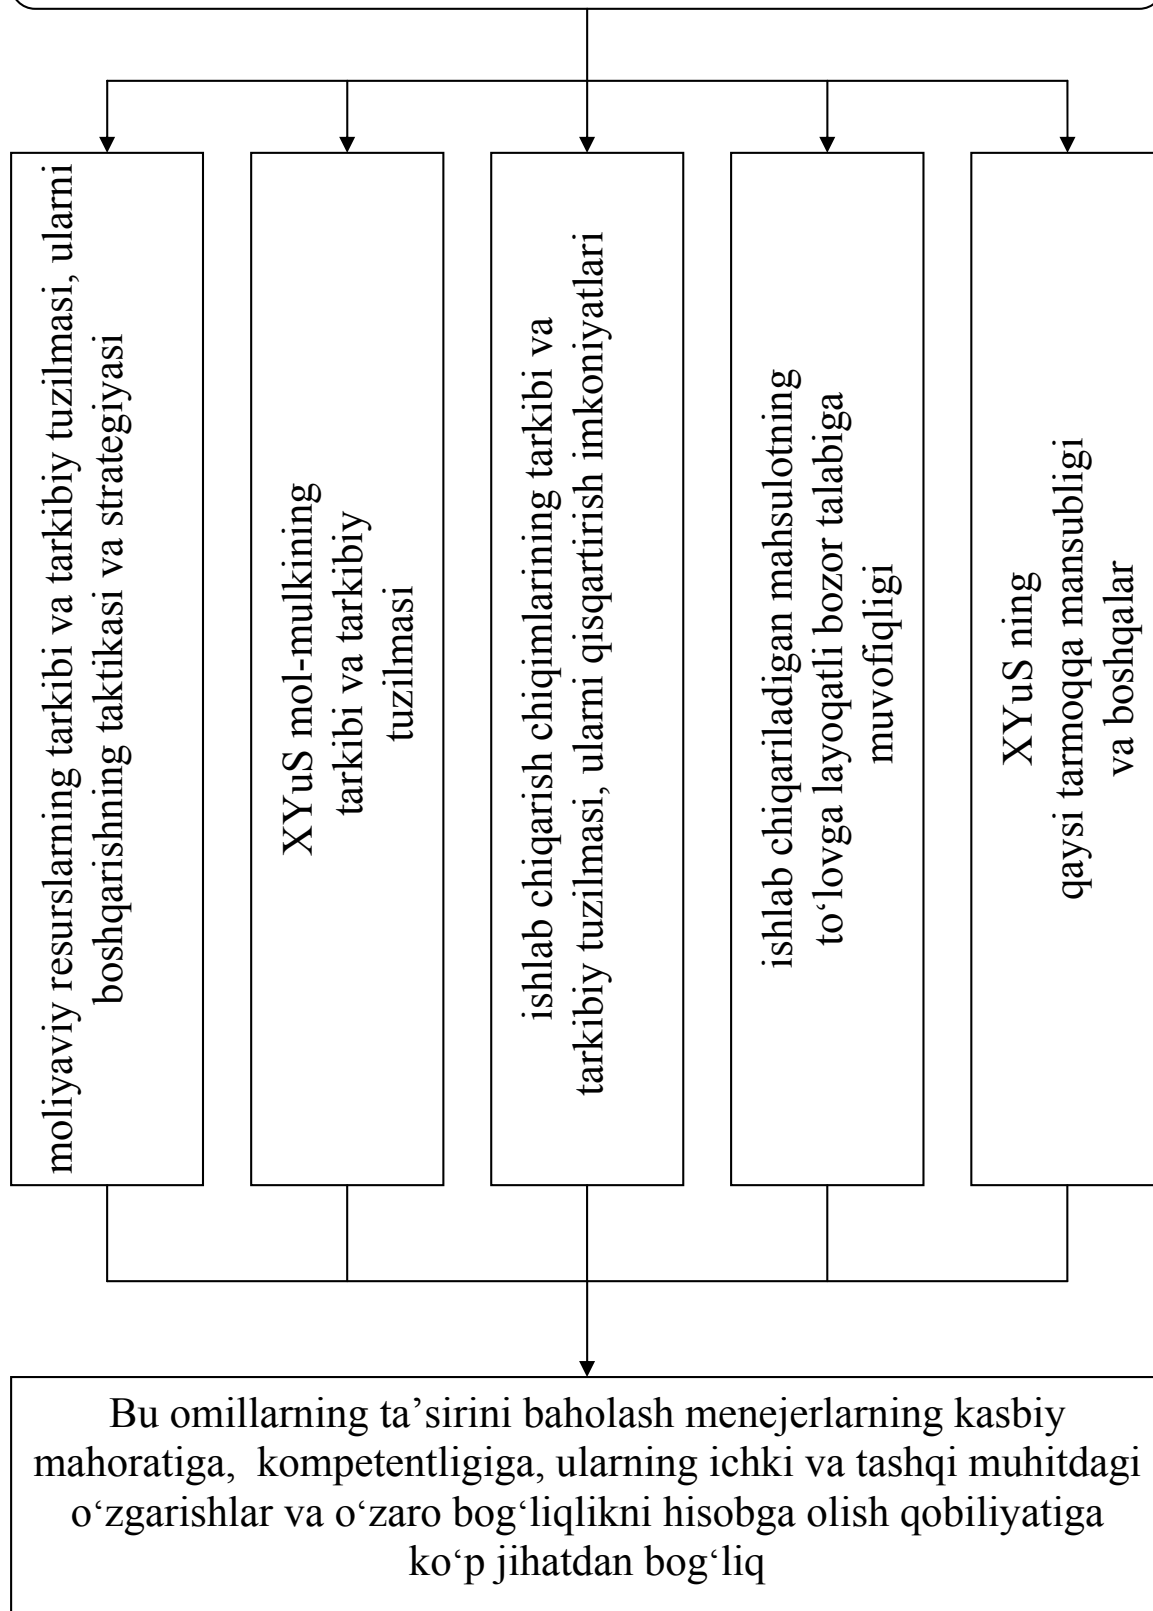 moliyaviy resurslarning tarkibi va tarkibiy tuzilmasi, ularni
boshqarishning taktikasi va strategiyasi
XYuS mol-mulkining
tarkibi va tarkibiy
tuzilmasi
ishlab chiqarish chiqimlarining tarkibi va
tarkibiy tuzilmasi, ularni qisqartirish imkoniyatlari
ishlab chiqariladigan mahsulotning
to‘lovga layoqatli bozor talabiga
muvofiqligi
XYuS ning
qaysi tarmoqqa mansubligi
va boshqalar
Bu omillarning ta’sirini baholash menejerlarning kasbiy
mahoratiga, kompetentligiga, ularning ichki va tashqi muhitdagi
o‘zgarishlar va o‘zaro bog‘liqlikni hisobga olish qobiliyatiga
ko‘p jihatdan bog‘liq